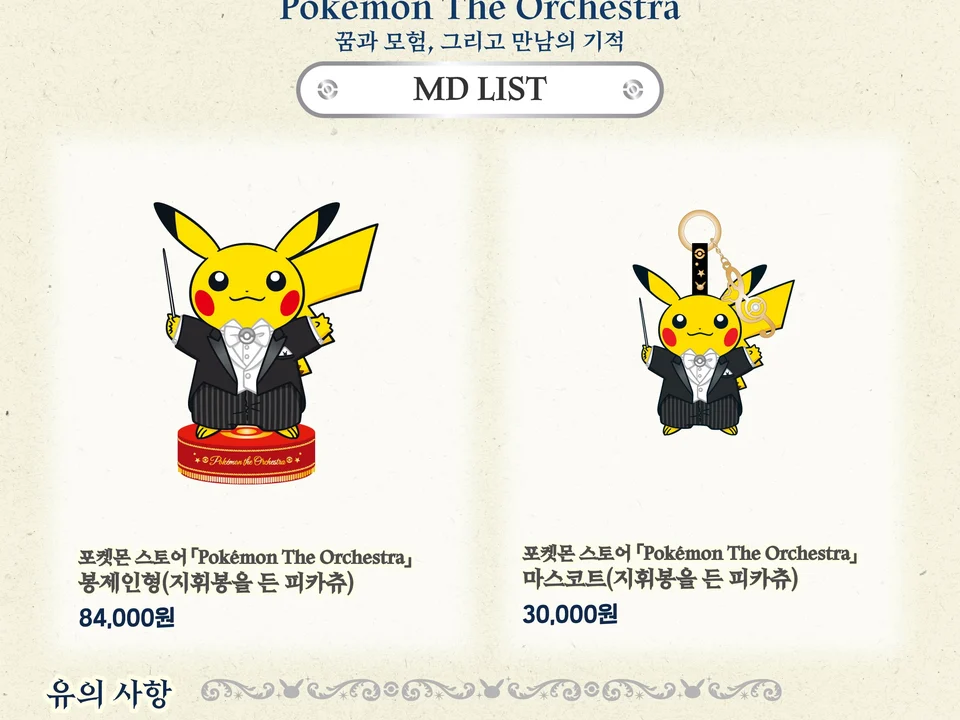 Pokémon The Orchestra
꿈과 모험, 그리고 만남의 기적
MD LIST
Pokémon the Orchestra
포켓몬 스토어 「Pokémon The Orchestra」
봉제인형(지휘봉을 든 피카츄)
84,000원
포켓몬 스토어 「Pokémon The Orchestra」
마스코트(지휘봉을 든 피카츄)
30,000원
유의 사항